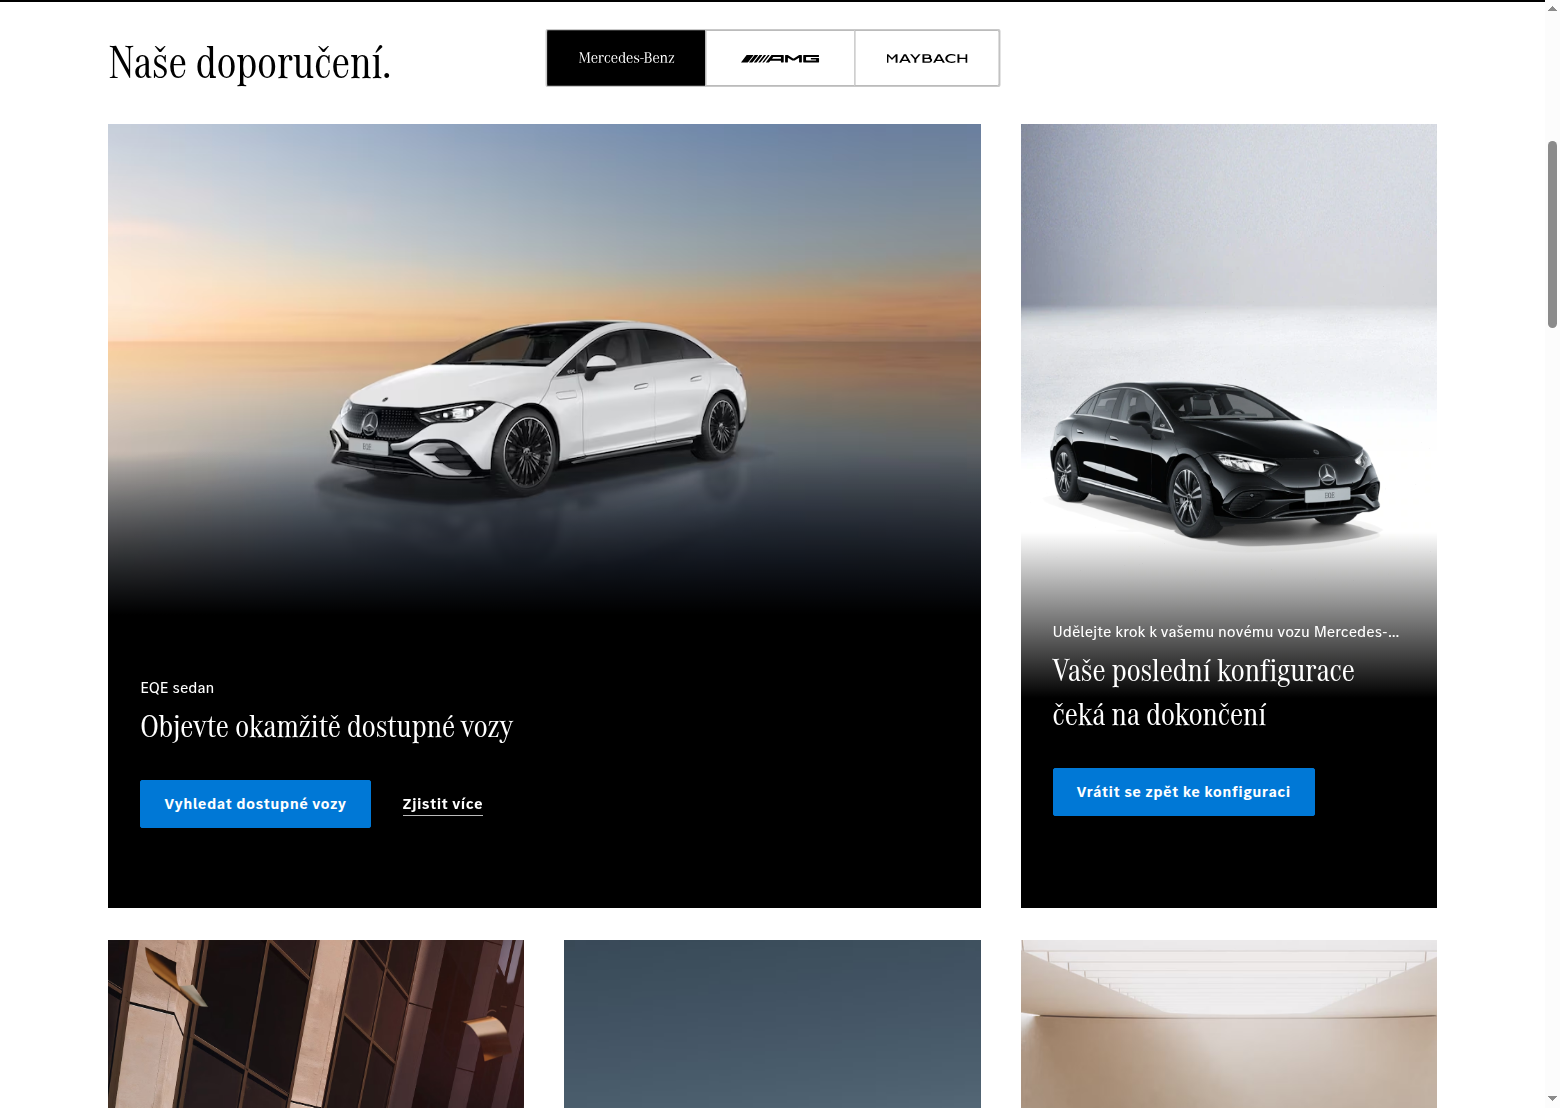 Naše doporučení.
Mercedes-Benz
AMG
MAYBACH
EQE sedan
Objevte okamžitě dostupné vozy
Vyhledat dostupné vozy
Zjistit více
EQE
Udělejte krok k vašemu novému vozu Mercedes-...
Vaše poslední konfigurace
čeká na dokončení
Vrátit se zpět ke konfiguraci